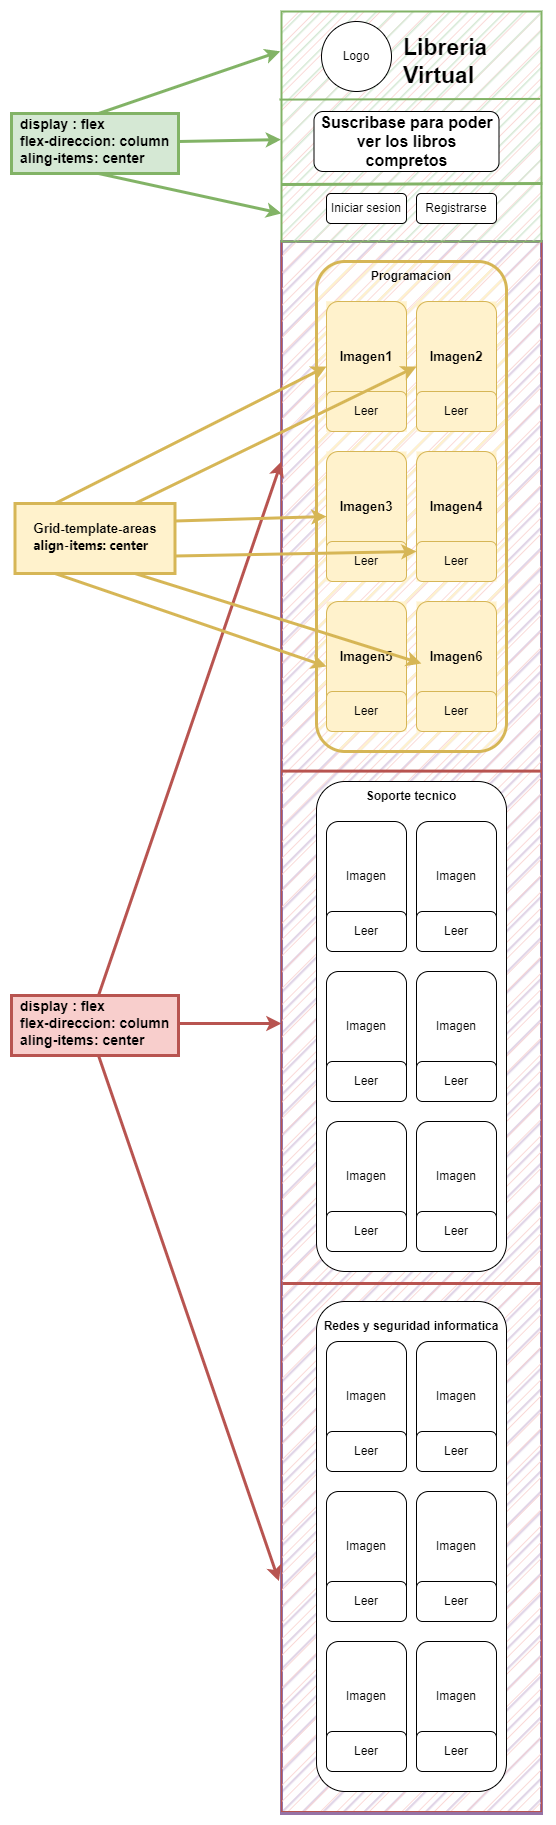 Logo
Libreria
Virtual
display : flex
flex-direccion: column
aling-items: center
Suscribase para poder
ver los libros
compretos
Iniciar sesion
Registrarse
Programacion
Imagen1
Imagen2
Leer
Leer
Imagen3
Imagen4
Leer
Leer
Grid-template-areas
align-items: center
Imagen5
Imagen6
Leer
Leer
Soporte tecnico
Imagen
Imagen
Leer
Leer
display : flex
flex-direccion: column
aling-items: center
Imagen
Imagen
Leer
Leer
Imagen
Imagen
Leer
Leer
Redes y seguridad informatica
Imagen
Imagen
Leer
Leer
Imagen
Imagen
Leer
Leer
Imagen
Imagen
Leer
Leer